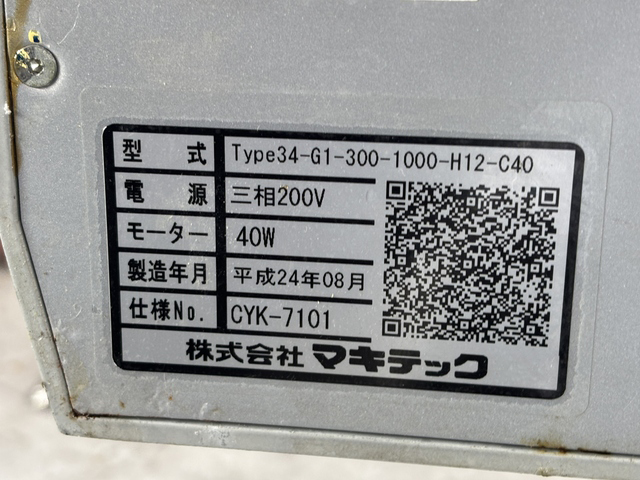 型 式 Type34-G1-300-1000-H12-C40
電 源 三相200V
モーター 40W
製造年月 平成24年08月
仕様No. CYK-7101
株式会社 マキテック